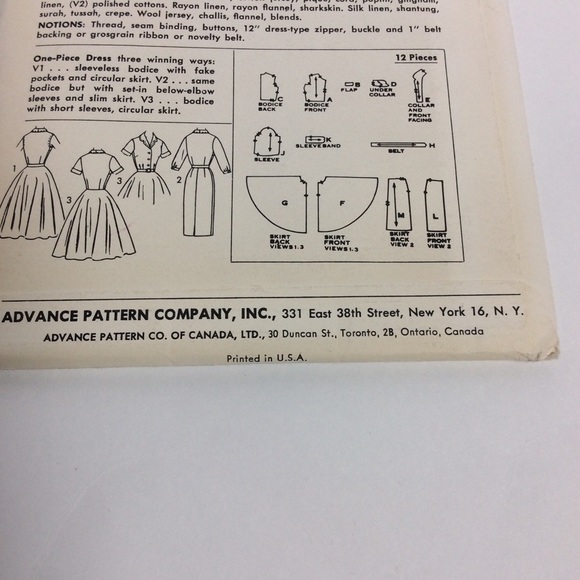 linen, (V2) polished cottons. Rayon linen, rayon flannel, sharkskin. Silk linen, shantung,
surah, tussah, crepe. Wool jersey, challis, flannel, blends.
NOTIONS: Thread, seam binding, buttons, 12" dress-type zipper, buckle and 1" belt
backing or grosgrain ribbon or novelty belt.
One-Piece Dress three winning ways:
V1 . . . sleeveless bodice with fake
pockets and circular skirt. V2 . . . same
bodice but with set-in below-elbow
sleeves and slim skirt. V3 . . . bodice
with short sleeves, circular skirt.
1
3
3
2
12 Pieces
C
BODICE
BACK
A
BODICE
FRONT
B
FLAP
D
UNDER
COLLAR
E
COLLAR
AND
FRONT
FACING
J
SLEEVE
K
SLEEVEBAND
H
BELT
G
SKIRT
BACK
VIEWS 1.3
F
SKIRT
FRONT
VIEWS 1.3
M
SKIRT
BACK
VIEW 2
L
SKIRT
FRONT
VIEW 2
ADVANCE PATTERN COMPANY, INC., 331 East 38th Street, New York 16, N. Y.
ADVANCE PATTERN CO. OF CANADA, LTD., 30 Duncan St., Toronto, 2B, Ontario, Canada
Printed in U.S.A.